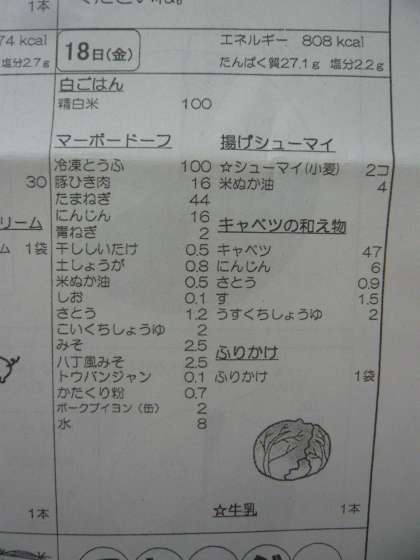 1本
ください。
74 kcal
塩分2.7g
18日(金)
エネルギー 808 kcal
たんぱく質27.1g 塩分2.2g
白ごはん
精白米 100
マーボードーフ
冷凍とうふ 100
豚ひき肉 16
たまねぎ 44
にんじん 16
青ねぎ 2
干ししいたけ 0.5
土しょうが 0.8
米ぬか油 0.5
しお 0.1
さとう 1.2
こいくちしょうゆ 2
みそ 2.5
八丁風みそ 2.5
トウバンジャン 0.1
かたくり粉 0.7
ポークブイヨン(缶) 2
水 8
揚げシューマイ
☆シューマイ(小麦) 2コ
米ぬか油 4
キャベツの和え物
キャベツ 47
にんじん 6
さとう 0.9
す 1.5
うすくちしょうゆ 2
ふりかけ
ふりかけ 1袋
☆牛乳 1本
30
リーム
ム 1袋
1本